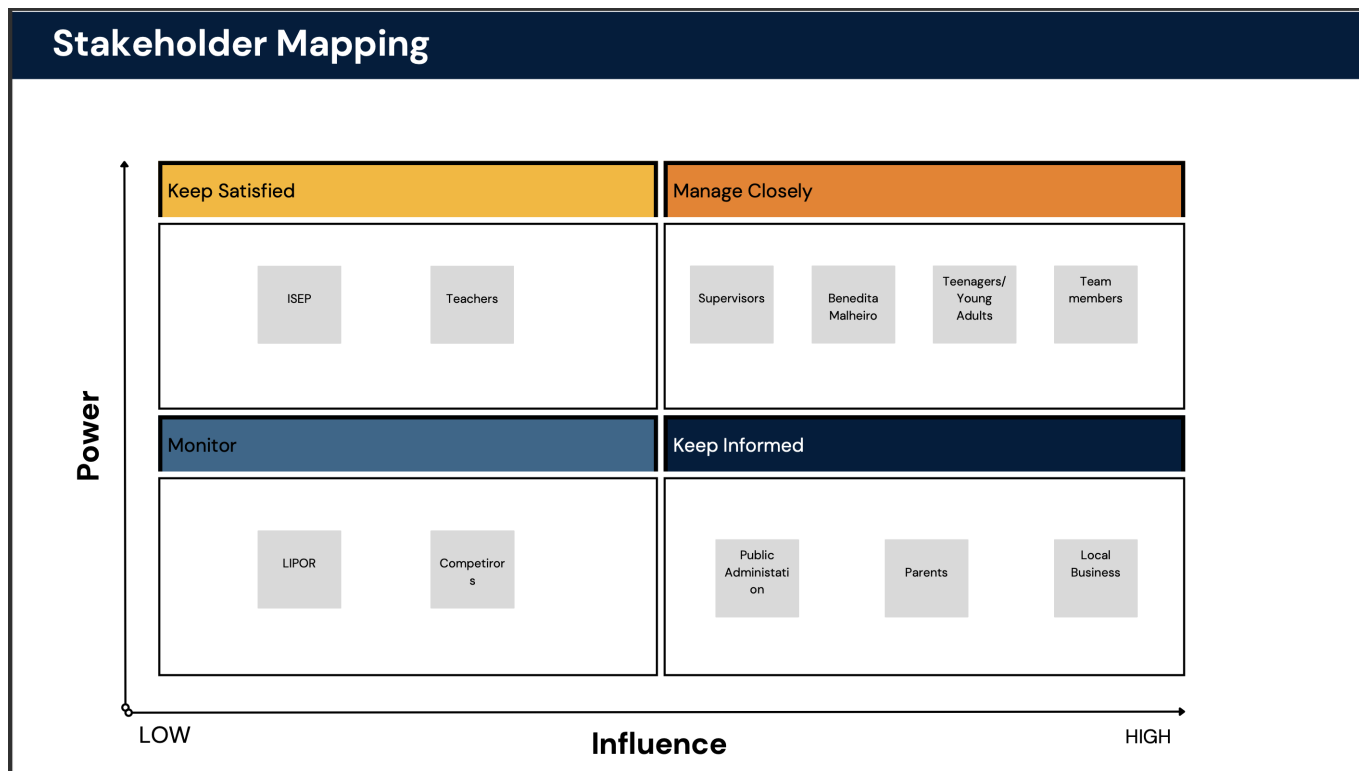 Stakeholder Mapping
Keep Satisfied
Manage Closely
ISEP
Teachers
Supervisors
Benedita
Malheiro
Teenagers/
Young
Adults
Team
members
Power
Monitor
Keep Informed
LIPOR
Competiror
s
Public
Administati
on
Parents
Local
Business
LOW
Influence
HIGH